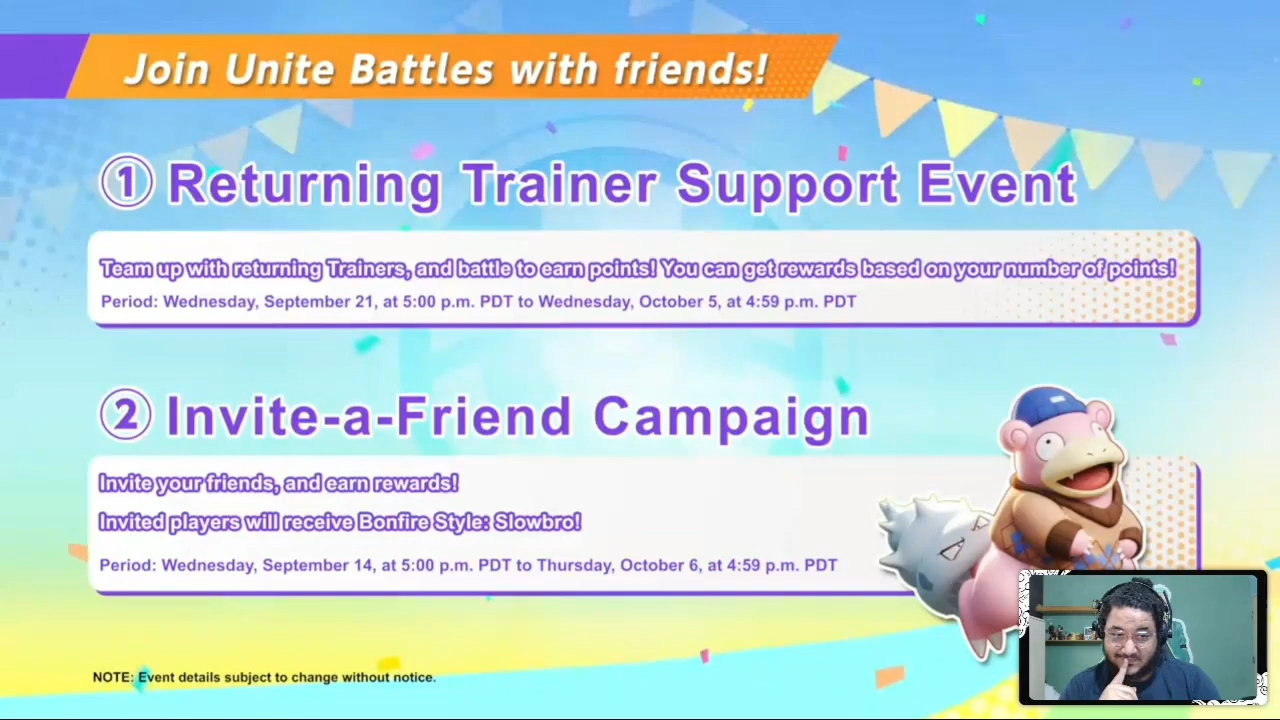 Join Unite Battles with friends!
① Returning Trainer Support Event
Team up with returning Trainers, and battle to earn points! You can get rewards based on your number of points!
Period: Wednesday, September 21, at 5:00 p.m. PDT to Wednesday, October 5, at 4:59 p.m. PDT
② Invite-a-Friend Campaign
Invite your friends, and earn rewards!
Invited players will receive Bonfire Style: Slowbro!
Period: Wednesday, September 14, at 5:00 p.m. PDT to Thursday, October 6, at 4:59 p.m. PDT
NOTE: Event details subject to change without notice.